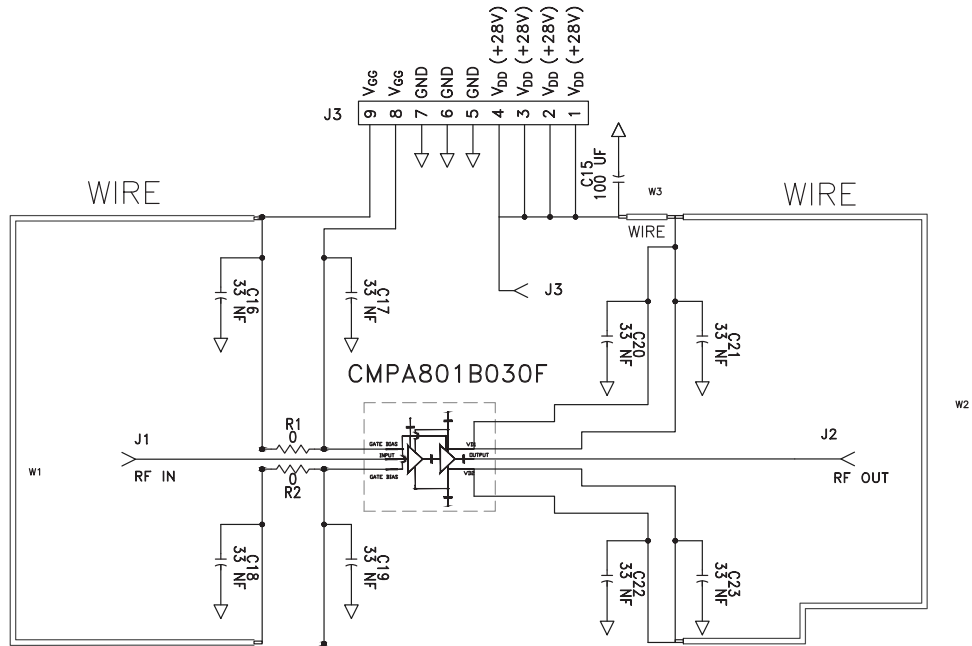 VGG
VGG
GND
GND
GND
VDD (+28V)
VDD (+28V)
VDD (+28V)
VDD (+28V)
J3
9
8
7
6
5
4
3
2
1
C15
100 UF
W3
WIRE
WIRE
WIRE
J3
C16
33 NF
C17
33 NF
C20
33 NF
C21
33 NF
CMPA801B030F
W2
R1
0
J1
GATE BIAS
INPUT
OUTPUT
GATE BIAS
J2
RF IN
RF OUT
W1
0
R2
C18
33 NF
C19
33 NF
C22
33 NF
C23
33 NF